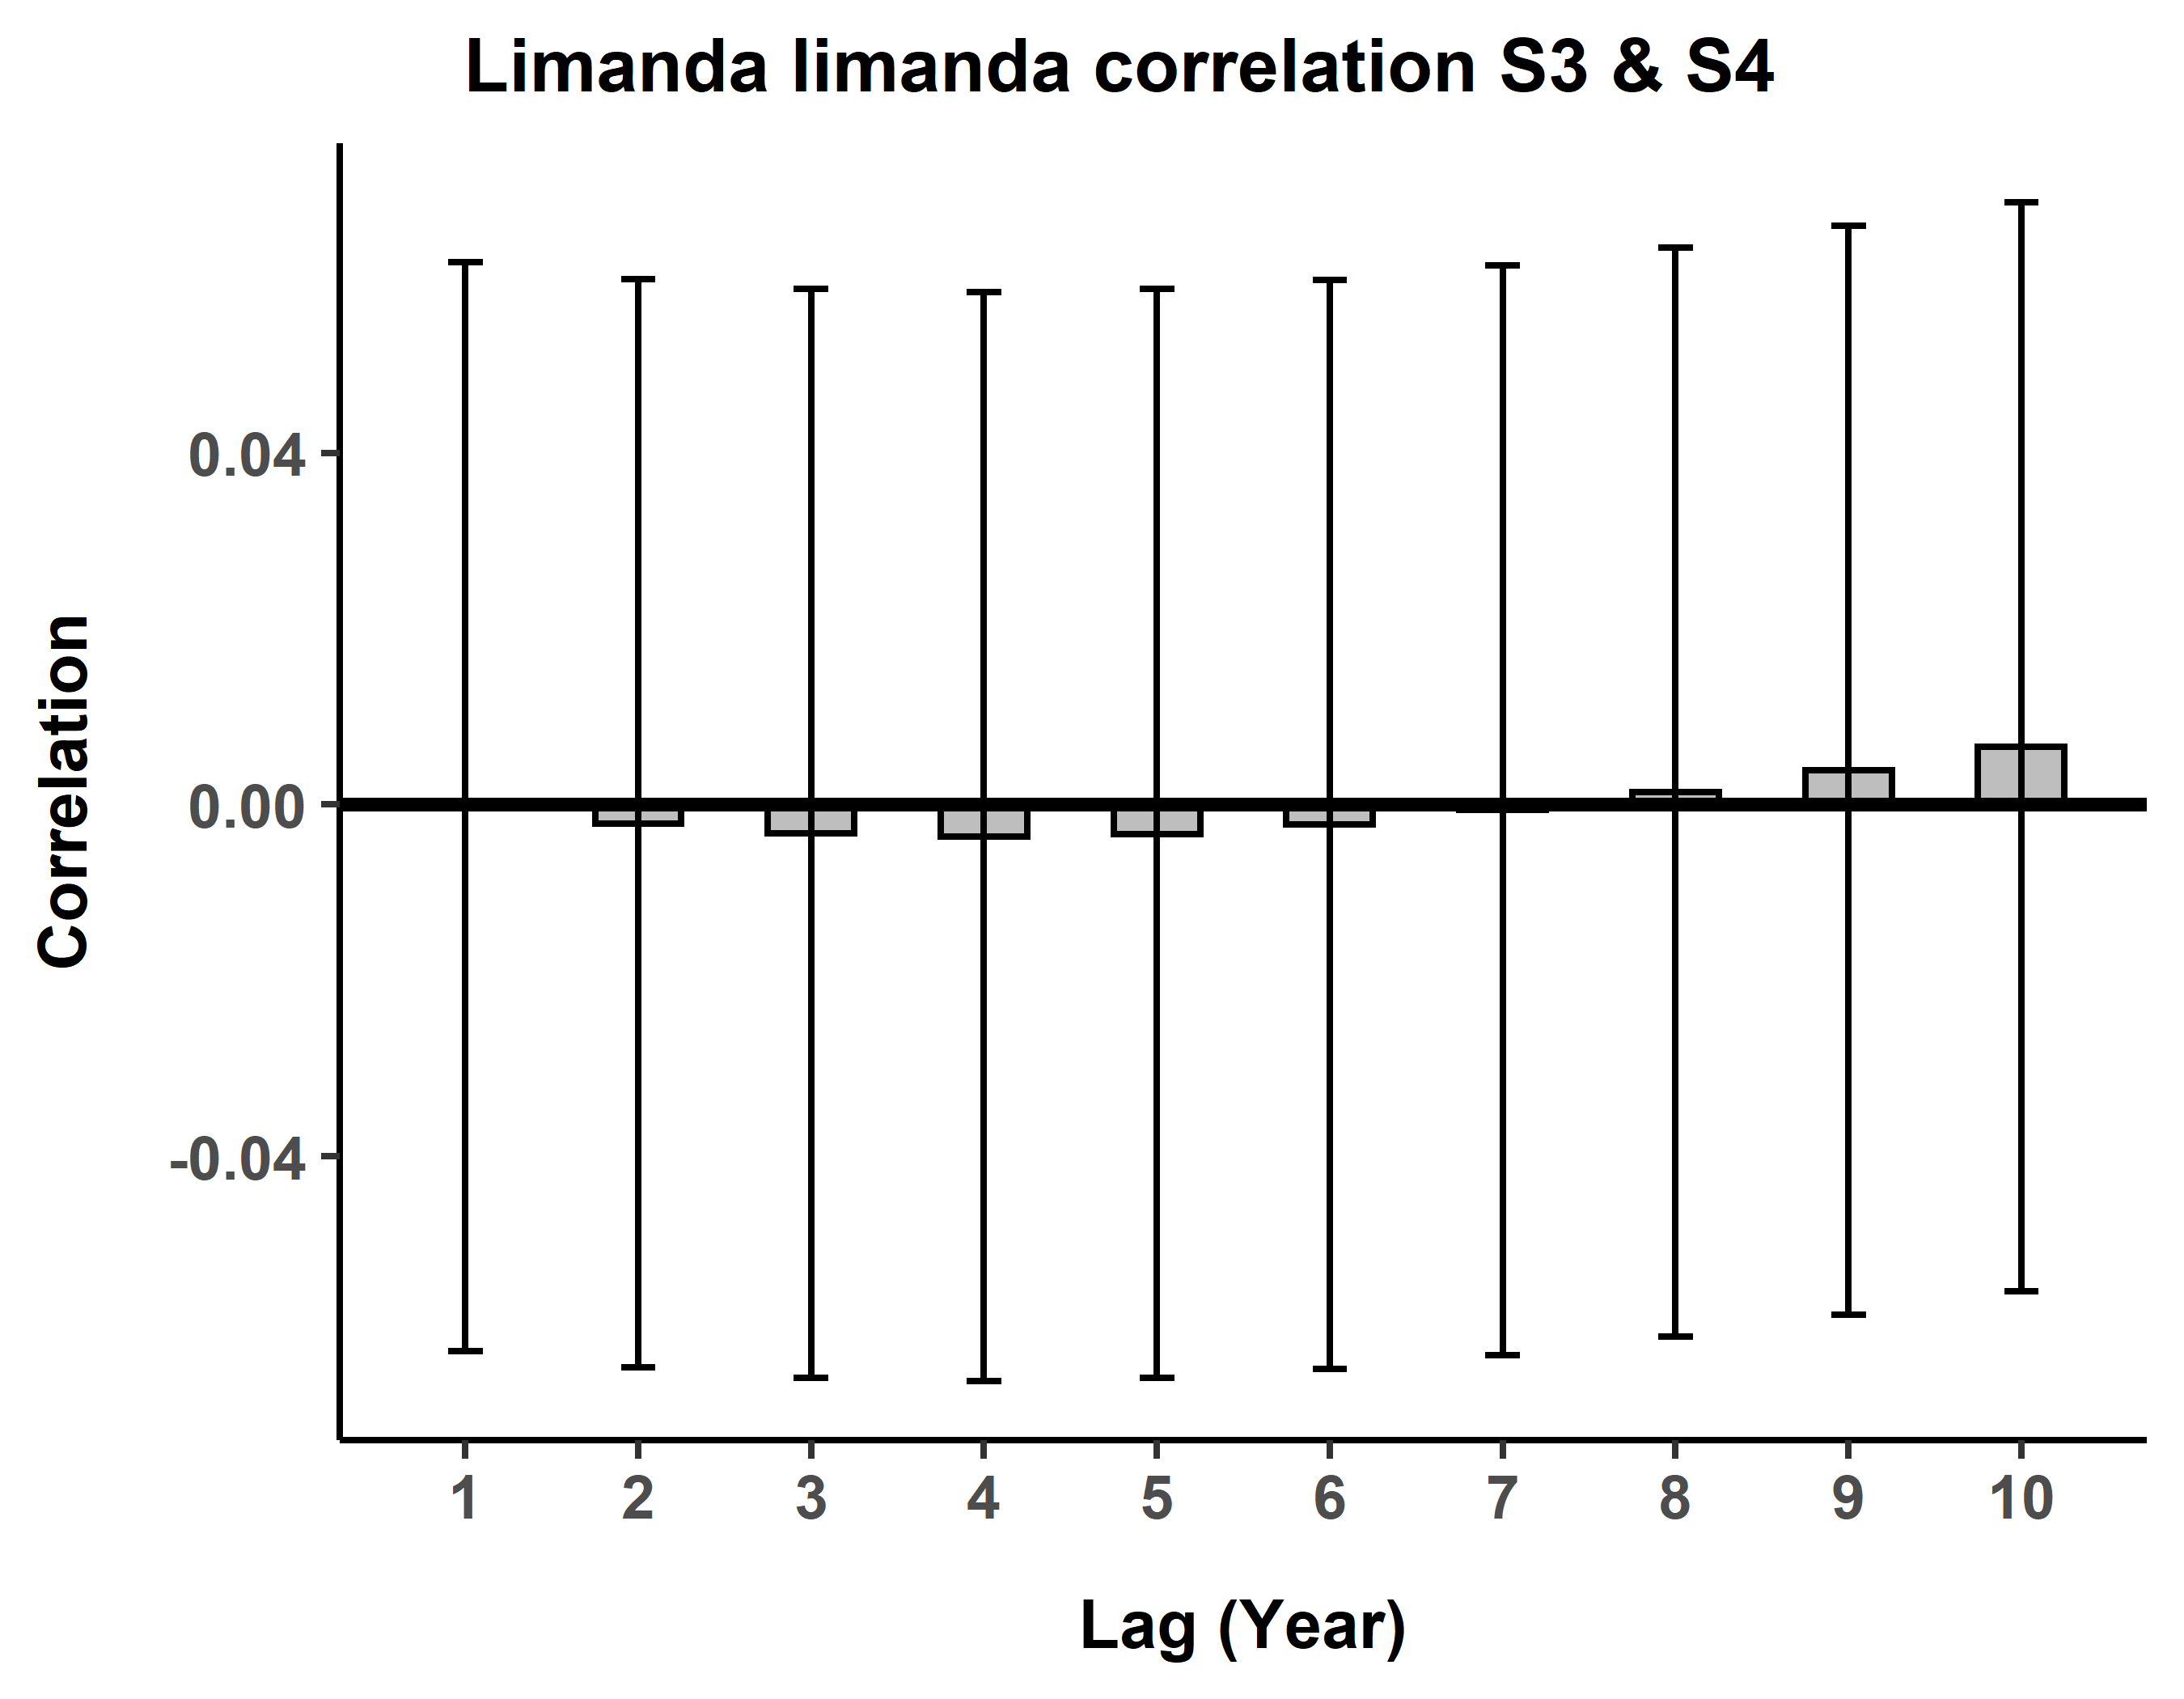 Limanda limanda correlation S3 & S4
Correlation
0.04
0.00
-0.04
1 2 3 4 5 6 7 8 9 10
Lag (Year)